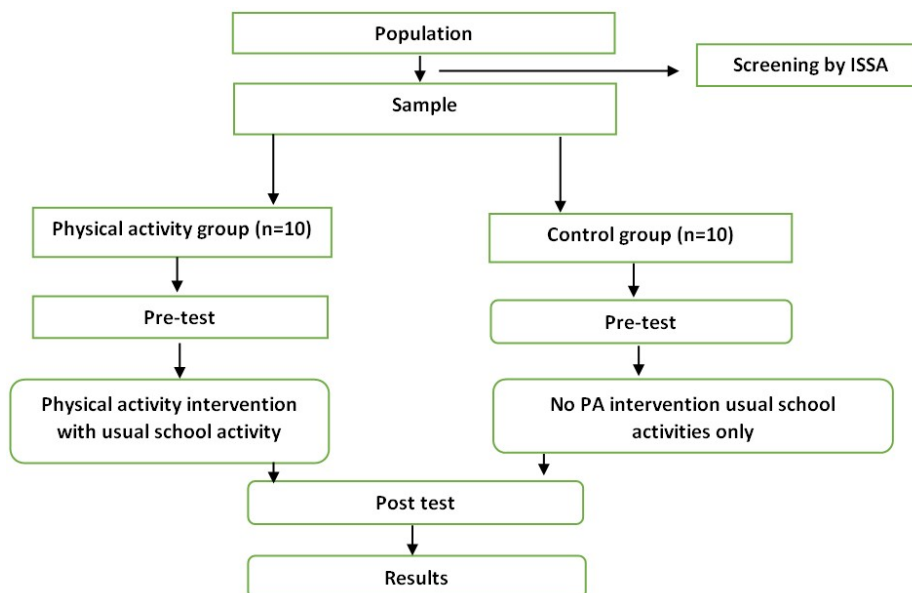 Population
Screening by ISSA
Sample
Physical activity group (n=10)
Control group (n=10)
Pre-test
Pre-test
Physical activity intervention
with usual school activity
No PA intervention usual school
activities only
Post test
Results